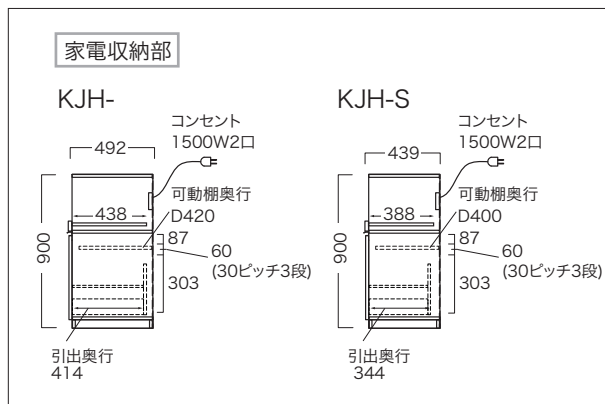 家電収納部
KJH-
コンセント
1500W2口
492
438
可動棚奥行
D420
87
60
(30ピッチ3段)
303
900
引出奥行
414
KJH-S
コンセント
1500W2口
439
388
可動棚奥行
D400
87
60
(30ピッチ3段)
303
900
引出奥行
344